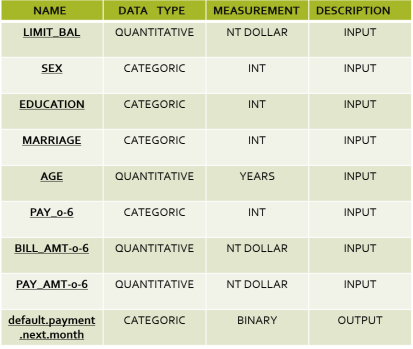 NAME DATA TYPE MEASUREMENT DESCRIPTION
LIMIT_BAL QUANTITATIVE NT DOLLAR INPUT
SEX CATEGORIC INT INPUT
EDUCATION CATEGORIC INT INPUT
MARRIAGE CATEGORIC INT INPUT
AGE QUANTITATIVE YEARS INPUT
PAY_0-6 CATEGORIC INT INPUT
BILL_AMT-0-6 QUANTITATIVE NT DOLLAR INPUT
PAY_AMT-0-6 QUANTITATIVE NT DOLLAR INPUT
default.payment CATEGORIC BINARY OUTPUT
.next.month